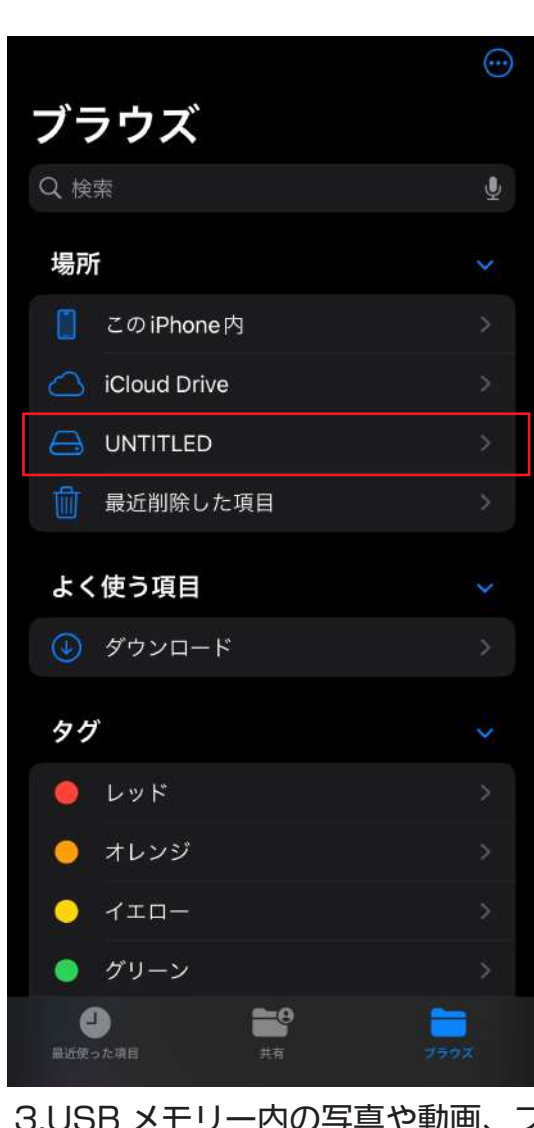 ブラウズ
検索
場所
このiPhone内
iCloud Drive
UNTITLED
最近削除した項目
よく使う項目
ダウンロード
タグ
レッド
オレンジ
イエロー
グリーン
最近使った項目
共有
ブラウズ
3.USB メモリー内の写真や動画、フ